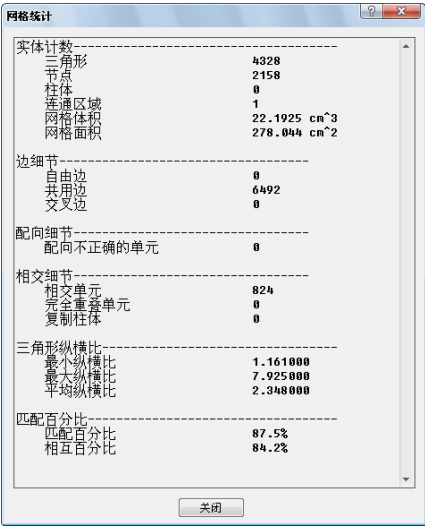 网格统计
实体计数-------------------------------------
三角形 4328
节点 2158
柱体 0
连通区域 1
网格体积 22.1925 cm^3
网格面积 278.044 cm^2
边细节-----------------------------------
自由边 0
共用边 6492
交叉边 0
配向细节---------------------------------
配向不正确的单元 0
相交细节---------------------------------
相交单元 824
完全重叠单元 0
复制柱体 0
三角形纵横比-------------------------------
最小纵横比 1.161000
最大纵横比 7.925000
平均纵横比 2.348000
匹配百分比-----------------------------------
匹配百分比 87.5%
相互百分比 84.2%
关闭